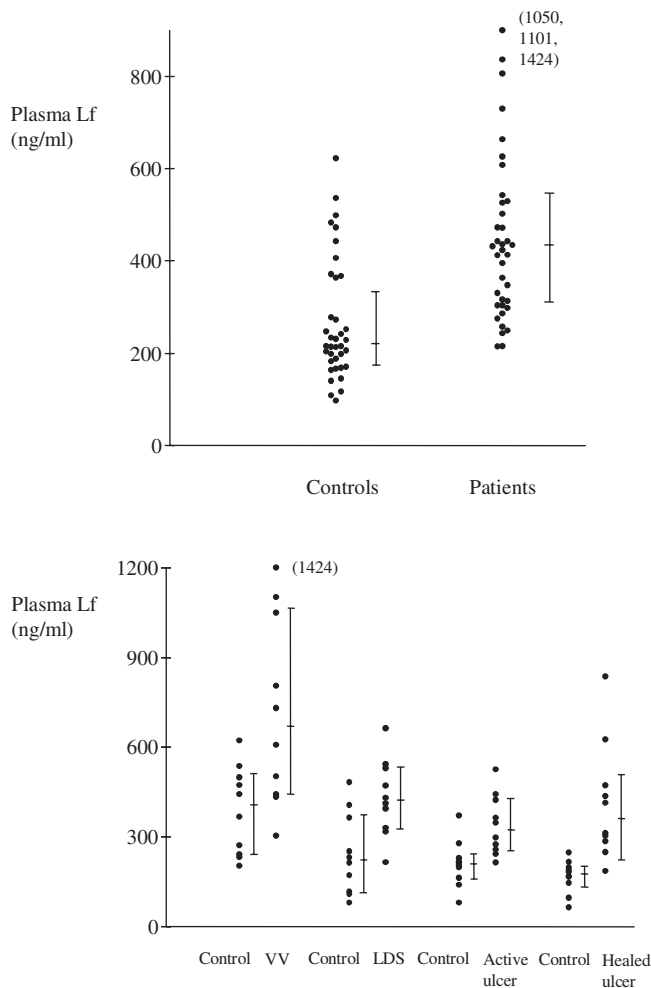 (1050,
1101,
1424)
800
Plasma Lf
(ng/ml)
600
400
200
0
Controls Patients
1200
(1424)
Plasma Lf
(ng/ml)
900
600
300
0
Control VV Control LDS Control Active Control Healed
ulcer ulcer